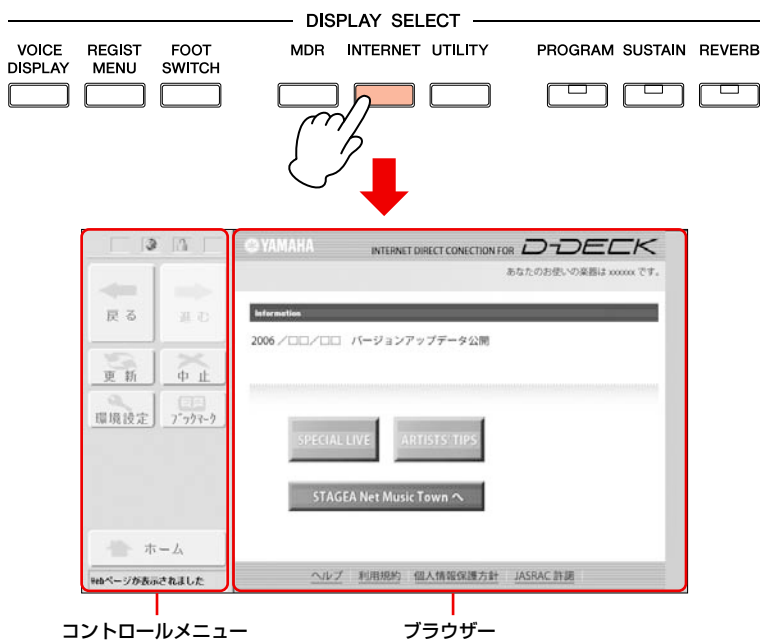 DISPLAY SELECT
VOICE DISPLAY
REGIST MENU
FOOT SWITCH
MDR
INTERNET
UTILITY
PROGRAM
SUSTAIN
REVERB
戻る
進む
更新
中止
環境設定
ブックマーク
ホーム
Webページが表示されました
YAMAHA
INTERNET DIRECT CONECTION FOR D-DECK
あなたのお使いの楽器は xxxxxx です。
Information
2006 /□□/□□ バージョンアップデータ公開
SPECIAL LIVE
ARTISTS' TIPS
STAGEA Net Music Town へ
ヘルプ 利用規約 個人情報保護方針 JASRAC 許諾
コントロールメニュー
ブラウザー